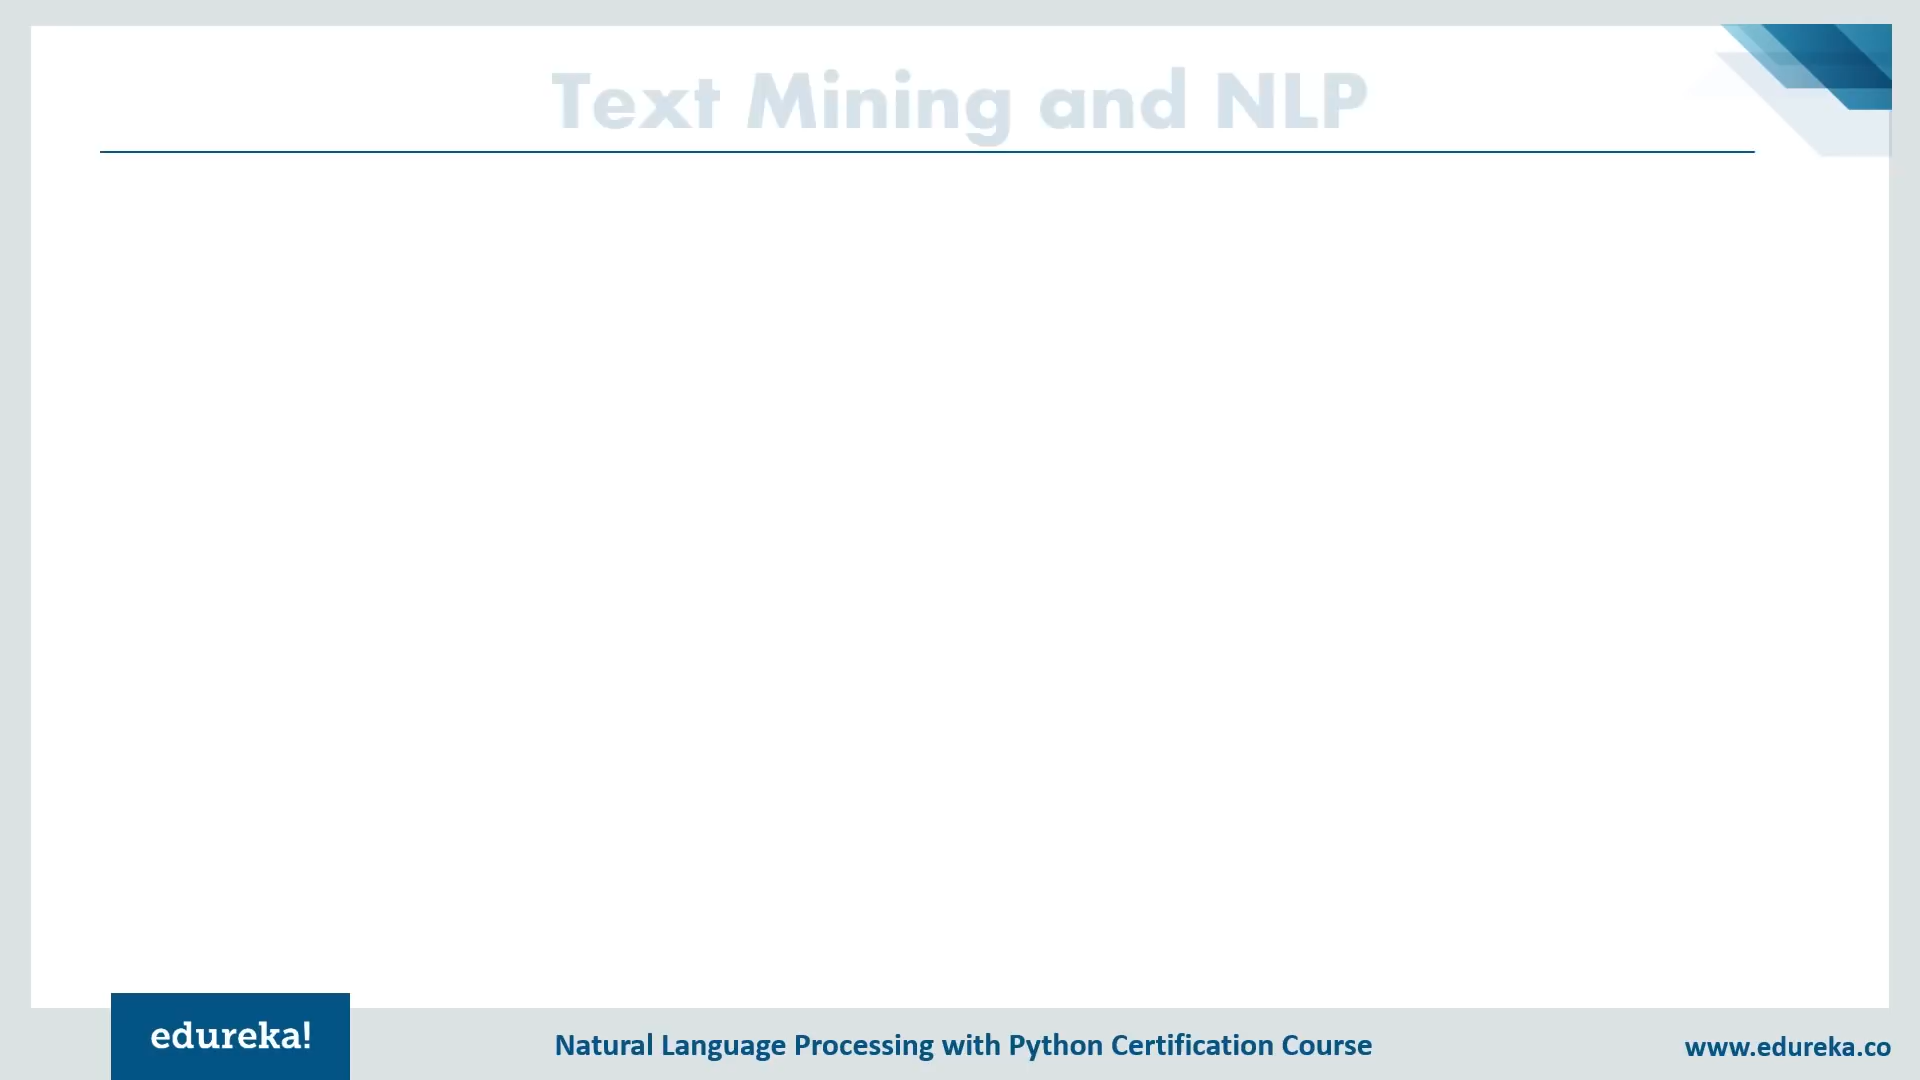 Text Mining and NLP
edureka!
Natural Language Processing with Python Certification Course
www.edureka.co